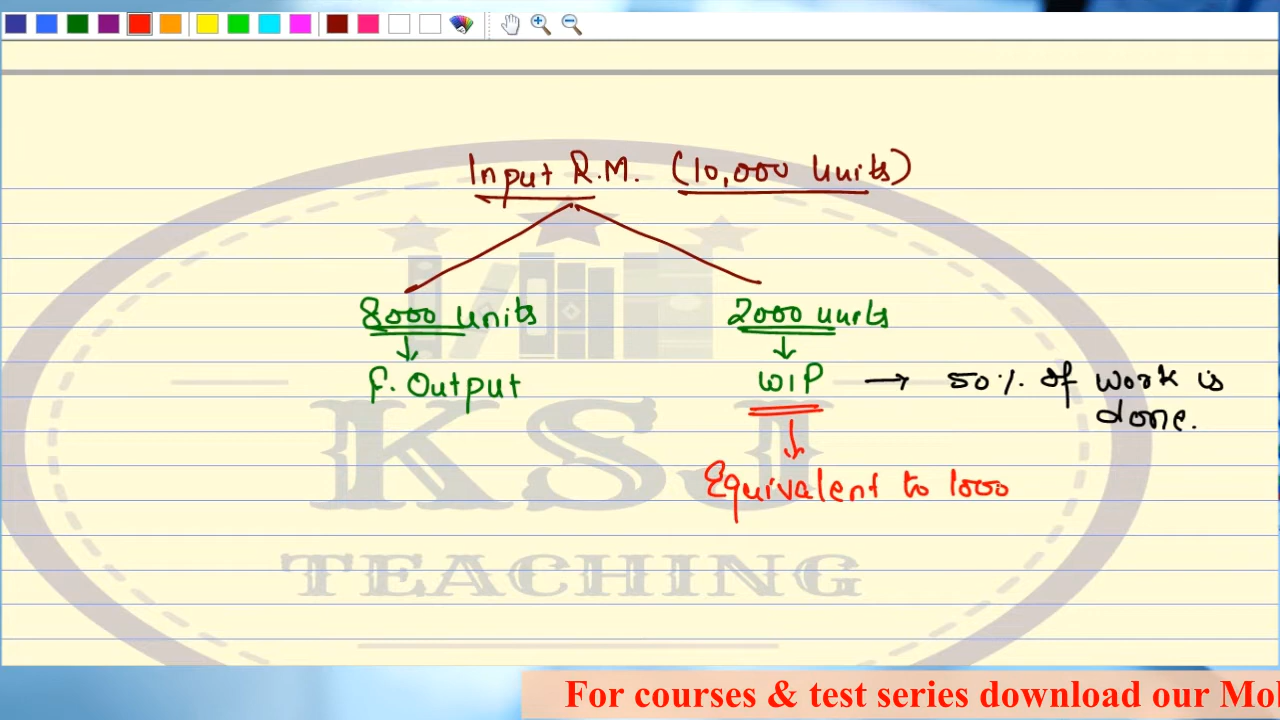 Input R.M. (10,000 Units)
8000 Units
2000 units
F. Output
WIP → 50% of work is
done.
Equivalent to 1000
KSJ
TEACHING
For courses & test series download our Mo